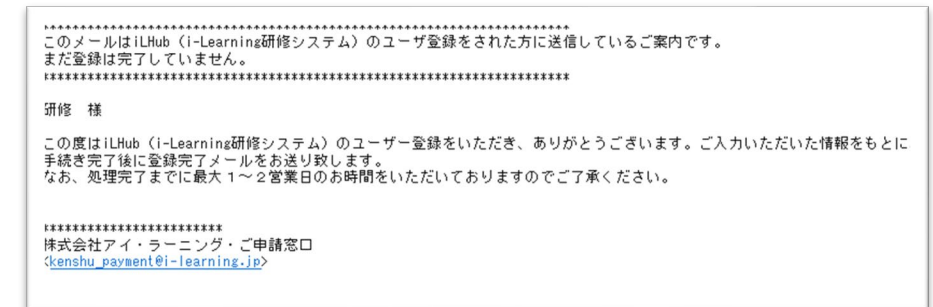 **********************************************************************
このメールはiLHub（i-Learning研修システム）のユーザ登録をされた方に送信しているご案内です。
まだ登録は完了していません。
**********************************************************************
研修　様
この度はiLHub（i-Learning研修システム）のユーザー登録をいただき、ありがとうございます。ご入力いただいた情報をもとに
手続き完了後に登録完了メールをお送り致します。
なお、処理完了までに最大１～２営業日のお時間をいただいておりますのでご了承ください。
************************
株式会社アイ・ラーニング・ご申請窓口
<kenshu_payment@i-learning.jp>